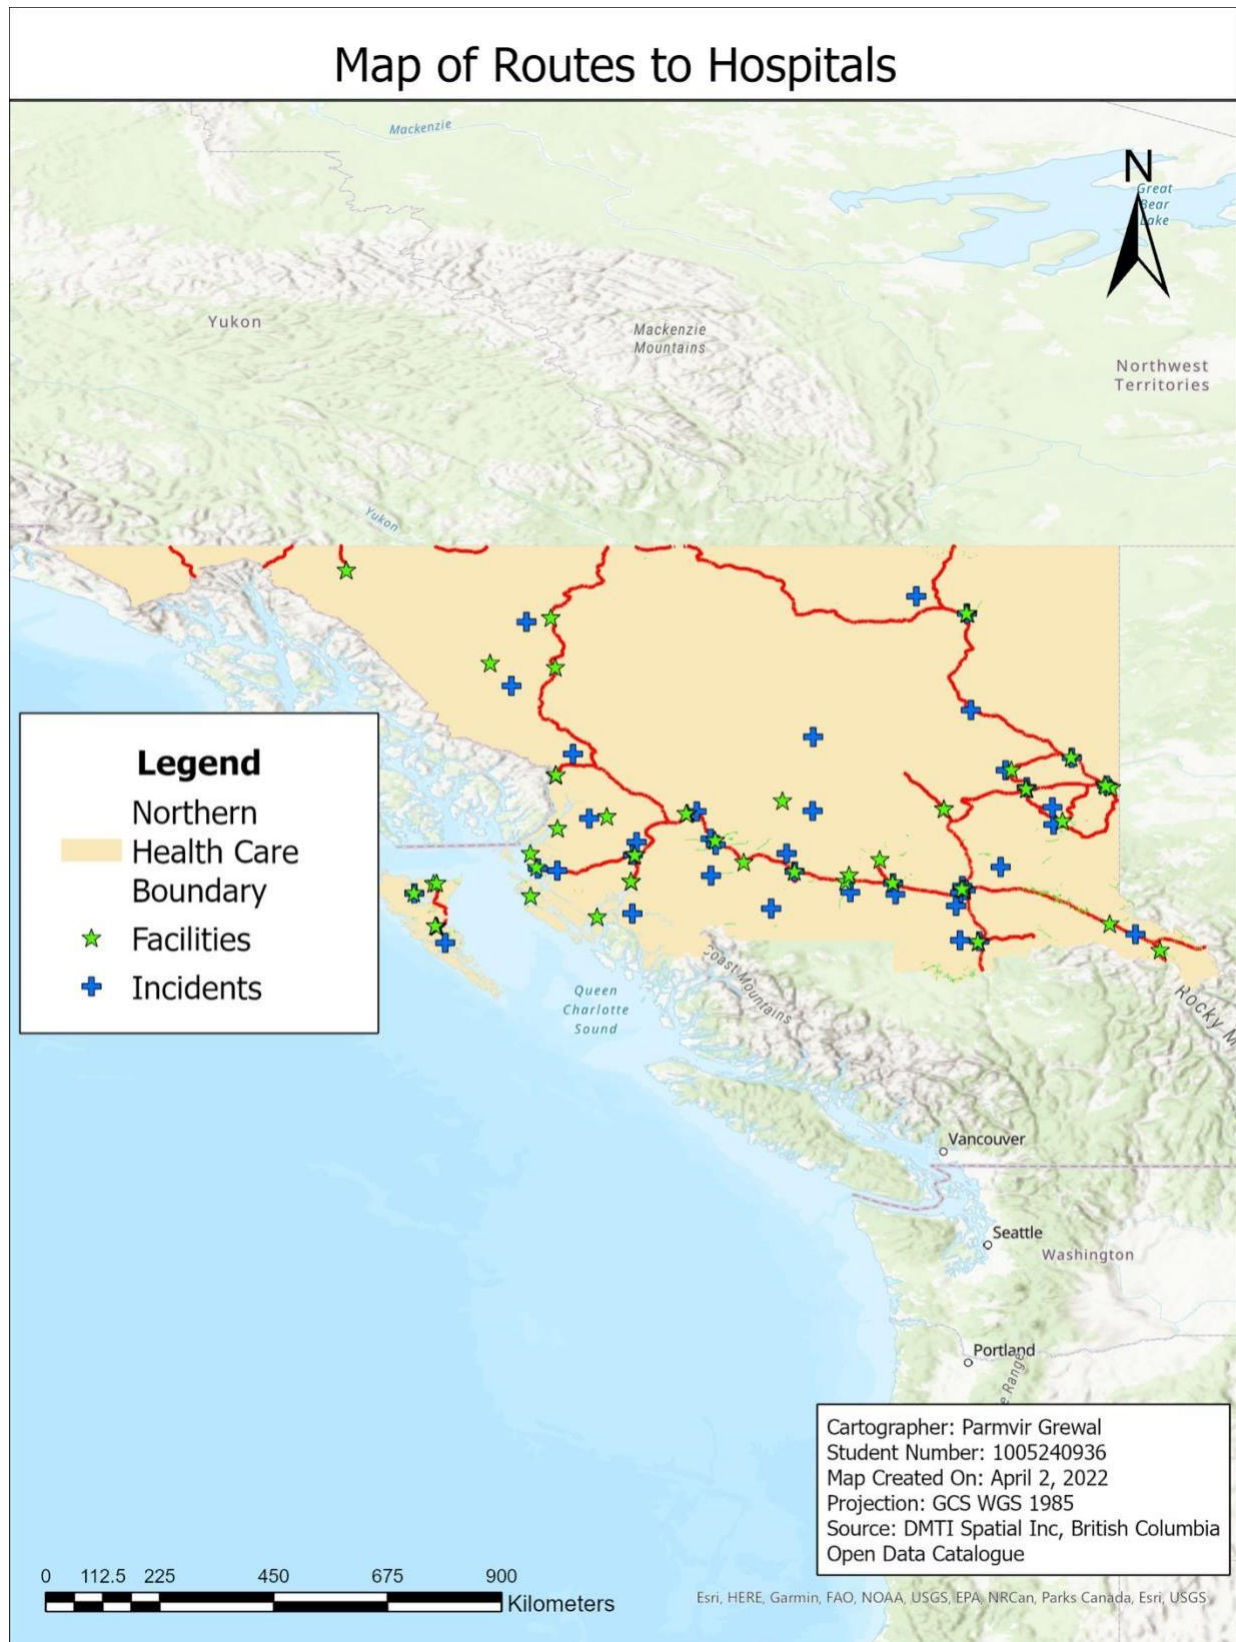 Map of Routes to Hospitals
Mackenzie
N
Great
Bear
Lake
Yukon
Mackenzie
Mountains
Northwest
Territories
Yukon
Legend
Northern
Health Care
Boundary
Facilities
Incidents
Queen
Charlotte
Sound
Coast Mountains
Rocky M
Vancouver
Seattle
Washington
Portland
e Range
Cartographer: Parmvir Grewal
Student Number: 1005240936
Map Created On: April 2, 2022
Projection: GCS WGS 1985
Source: DMTI Spatial Inc, British Columbia
Open Data Catalogue
0 112.5 225 450 675 900
Kilometers
Esri, HERE, Garmin, FAO, NOAA, USGS, EPA, NRCan, Parks Canada, Esri, USGS